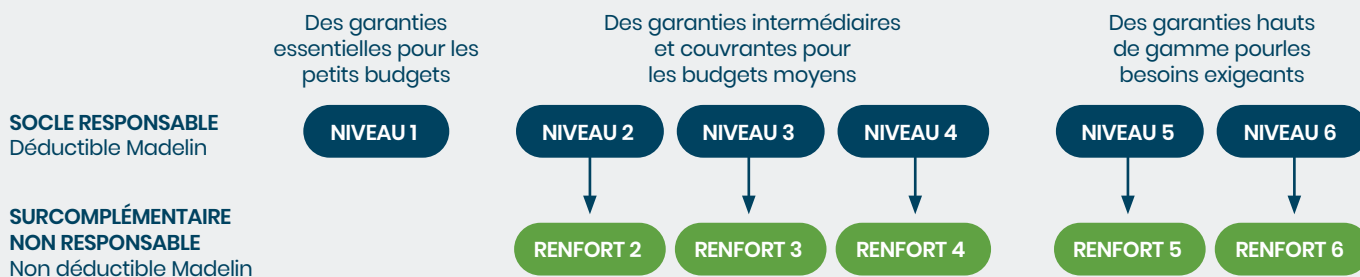 Des garanties
essentielles pour les
petits budgets
Des garanties intermédiaires
et couvrantes pour
les budgets moyens
Des garanties hauts
de gamme pourles
besoins exigeants
SOCLE RESPONSABLE
Déductible Madelin
NIVEAU 1
NIVEAU 2
NIVEAU 3
NIVEAU 4
NIVEAU 5
NIVEAU 6
SURCOMPLÉMENTAIRE
NON RESPONSABLE
Non déductible Madelin
RENFORT 2
RENFORT 3
RENFORT 4
RENFORT 5
RENFORT 6